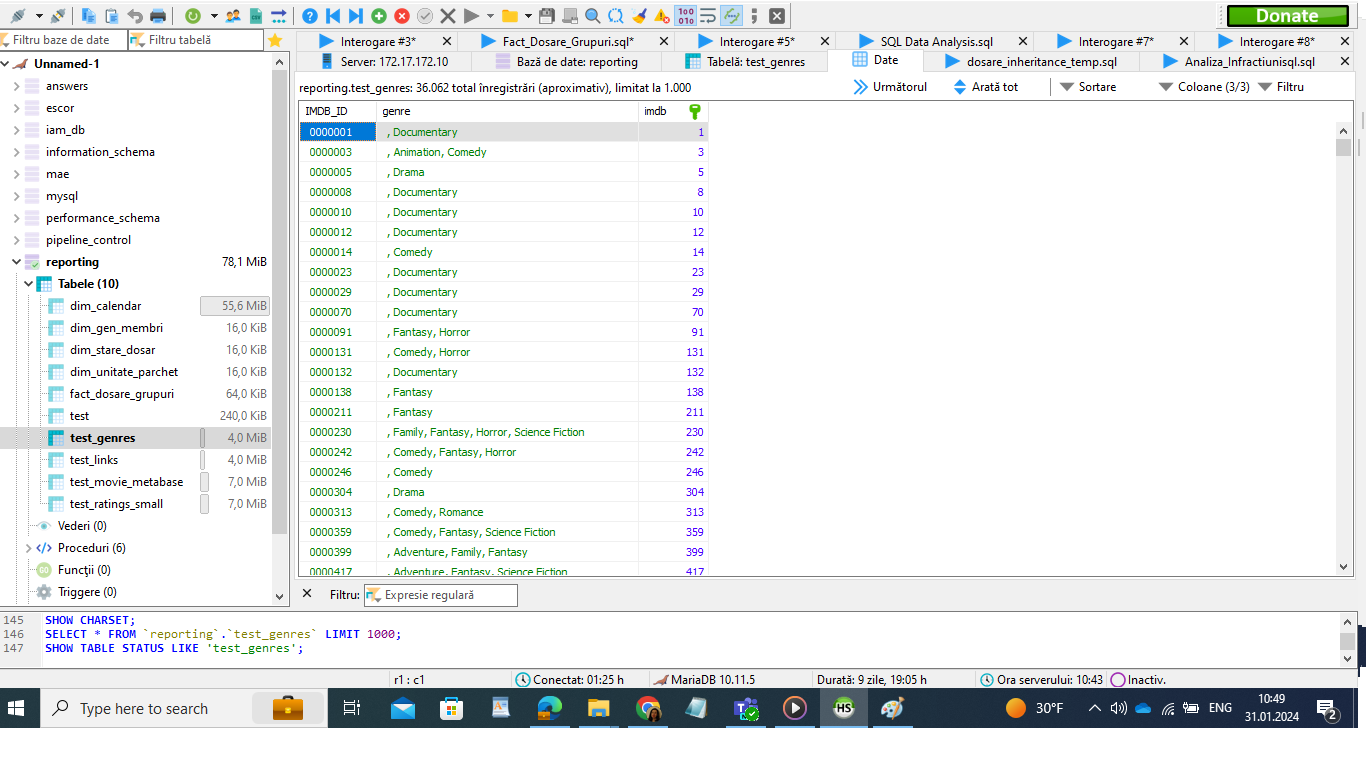 100
010
Donate
Filtru baze de date
Filtru tabelă
Interogare #3*
Fact_Dosare_Grupuri.sql*
Interogare #5*
SQL Data Analysis.sql
Interogare #7*
Interogare #8*
Server: 172.17.172.10
Bază de date: reporting
Tabelă: test_genres
Date
dosare_inheritance_temp.sql
Analiza_Infractiunisql.sql
reporting.test_genres: 36.062 total înregistrări (aproximativ), limitat la 1.000
Următorul
Arată tot
Sortare
Coloane (3/3)
Filtru
Unnamed-1
answers
escor
iam_db
information_schema
mae
mysql
performance_schema
pipeline_control
reporting 78,1 MiB
Tabele (10)
dim_calendar 55,6 MiB
dim_gen_membri 16,0 KiB
dim_stare_dosar 16,0 KiB
dim_unitate_parchet 16,0 KiB
fact_dosare_grupuri 64,0 KiB
test 240,0 KiB
test_genres 4,0 MiB
test_links 4,0 MiB
test_movie_metabase 7,0 MiB
test_ratings_small 7,0 MiB
Vederi (0)
Proceduri (6)
GO Funcții (0)
Triggere (0)
IMDB_ID genre imdb
0000001 , Documentary 1
0000003 , Animation, Comedy 3
0000005 , Drama 5
0000008 , Documentary 8
0000010 , Documentary 10
0000012 , Documentary 12
0000014 , Comedy 14
0000023 , Documentary 23
0000029 , Documentary 29
0000070 , Documentary 70
0000091 , Fantasy, Horror 91
0000131 , Comedy, Horror 131
0000132 , Documentary 132
0000138 , Fantasy 138
0000211 , Fantasy 211
0000230 , Family, Fantasy, Horror, Science Fiction 230
0000242 , Comedy, Fantasy, Horror 242
0000246 , Comedy 246
0000304 , Drama 304
0000313 , Comedy, Romance 313
0000359 , Comedy, Fantasy, Science Fiction 359
0000399 , Adventure, Family, Fantasy 399
0000417 , Adventure, Fantasy, Science Fiction 417
Filtru: Expresie regulară
145 SHOW CHARSET;
146 SELECT * FROM `reporting`.`test_genres` LIMIT 1000;
147 SHOW TABLE STATUS LIKE 'test_genres';
r1 : c1
Conectat: 01:25 h
MariaDB 10.11.5
Durată: 9 zile, 19:05 h
Ora serverului: 10:43
Inactiv.
Type here to search
HS
30°F
ENG
10:49
31.01.2024
2